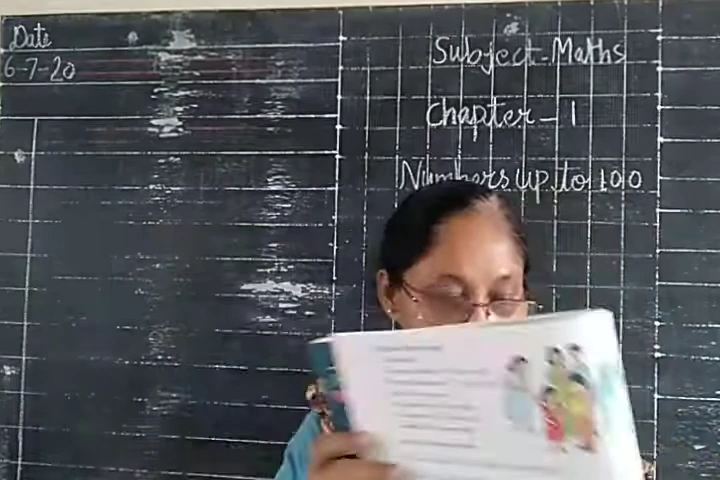 Date
6-7-20
Subject-Maths
Chapter-1
Numbers up to 100